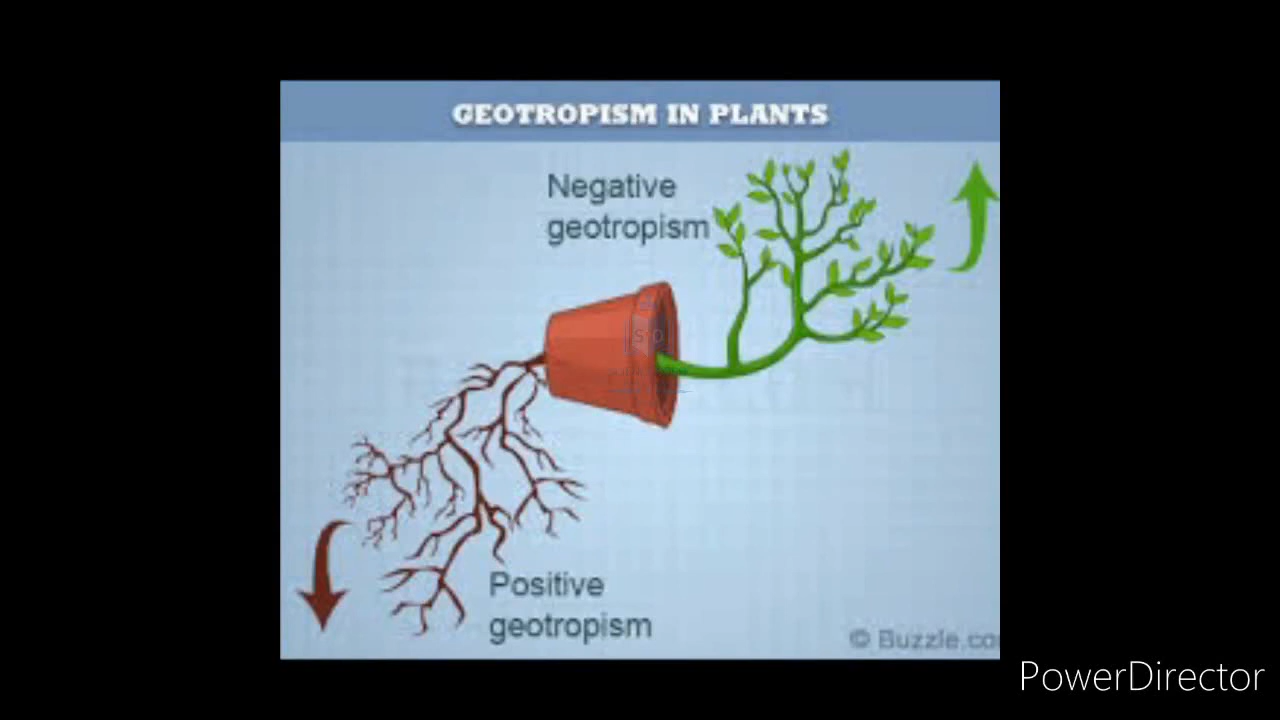 GEOTROPISM IN PLANTS
Negative
geotropism
Positive
geotropism
© Buzzle.co
PowerDirector